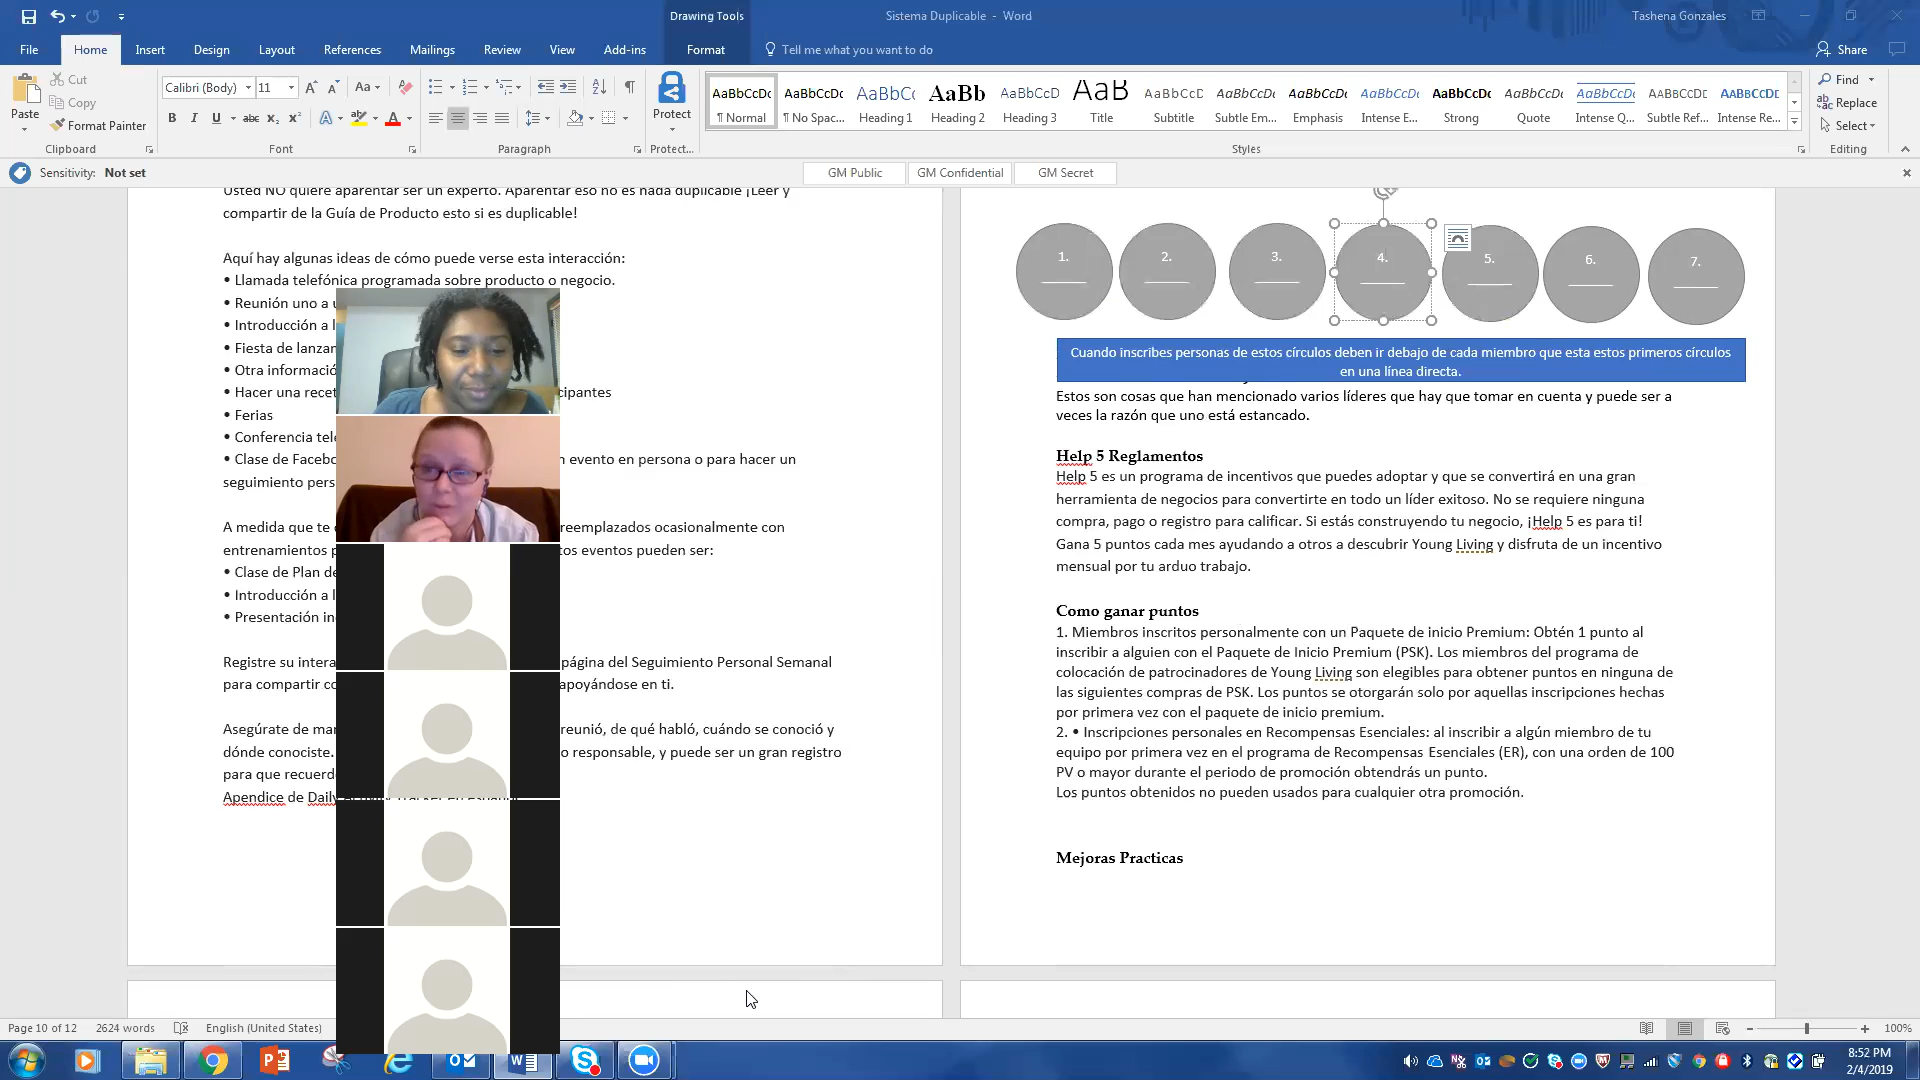 Drawing Tools
Sistema Duplicable - Word
Tashena Gonzales
File
Home
Insert
Design
Layout
References
Mailings
Review
View
Add-ins
Format
Tell me what you want to do
Share
Paste
Cut
Copy
Format Painter
Clipboard
Calibri (Body)
11
Font
Paragraph
Protect
Protect...
AaBbCcDc
¶ Normal
AaBbCcDc
¶ No Spac...
AaBbCc
Heading 1
AaBb
Heading 2
AaBbCcD
Heading 3
AaB
Title
AaBbCcD
Subtitle
AaBbCcDc
Subtle Em...
AaBbCcDc
Emphasis
AaBbCcDc
Intense E...
AaBbCcDc
Strong
AaBbCcDc
Quote
AaBbCcDc
Intense Q...
AABBCCDE
Subtle Ref...
AABBCCDE
Intense Re...
Styles
Find
Replace
Select
Editing
Sensitivity: Not set
GM Public
GM Confidential
GM Secret
Usted NO quiere aparentar ser un experto. Aparentar eso no es nada duplicable ¡Leer y
compartir de la Guía de Producto esto si es duplicable!
Aquí hay algunas ideas de cómo puede verse esta interacción:
• Llamada telefónica programada sobre producto o negocio.
• Reunión uno a u
• Introducción a l
• Fiesta de lanzan
• Otra informació
• Hacer una recet
cipantes
• Ferias
• Conferencia tel
• Clase de Facebo
n evento en persona o para hacer un
seguimiento pers
A medida que te
reemplazados ocasionalmente con
entrenamientos p
tos eventos pueden ser:
• Clase de Plan de
• Introducción a l
• Presentación in
Registre su intera
página del Seguimiento Personal Semanal
para compartir co
apoyándose en ti.
Asegúrate de mar
reunió, de qué habló, cuándo se conoció y
dónde conociste.
o responsable, y puede ser un gran registro
para que recuerd
Apendice de Daily Activity Tracker en español
1.
2.
3.
4.
5.
6.
7.
Cuando inscribes personas de estos círculos deben ir debajo de cada miembro que esta estos primeros círculos
en una línea directa.
Estos son cosas que han mencionado varios líderes que hay que tomar en cuenta y puede ser a
veces la razón que uno está estancado.
Help 5 Reglamentos
Help 5 es un programa de incentivos que puedes adoptar y que se convertirá en una gran
herramienta de negocios para convertirte en todo un líder exitoso. No se requiere ninguna
compra, pago o registro para calificar. Si estás construyendo tu negocio, ¡Help 5 es para ti!
Gana 5 puntos cada mes ayudando a otros a descubrir Young Living y disfruta de un incentivo
mensual por tu arduo trabajo.
Como ganar puntos
1. Miembros inscritos personalmente con un Paquete de inicio Premium: Obtén 1 punto al
inscribir a alguien con el Paquete de Inicio Premium (PSK). Los miembros del programa de
colocación de patrocinadores de Young Living son elegibles para obtener puntos en ninguna de
las siguientes compras de PSK. Los puntos se otorgarán solo por aquellas inscripciones hechas
por primera vez con el paquete de inicio premium.
2. • Inscripciones personales en Recompensas Esenciales: al inscribir a algún miembro de tu
equipo por primera vez en el programa de Recompensas Esenciales (ER), con una orden de 100
PV o mayor durante el periodo de promoción obtendrás un punto.
Los puntos obtenidos no pueden usados para cualquier otra promoción.
Mejoras Practicas
Page 10 of 12
2624 words
English (United States)
100%
8:52 PM
2/4/2019